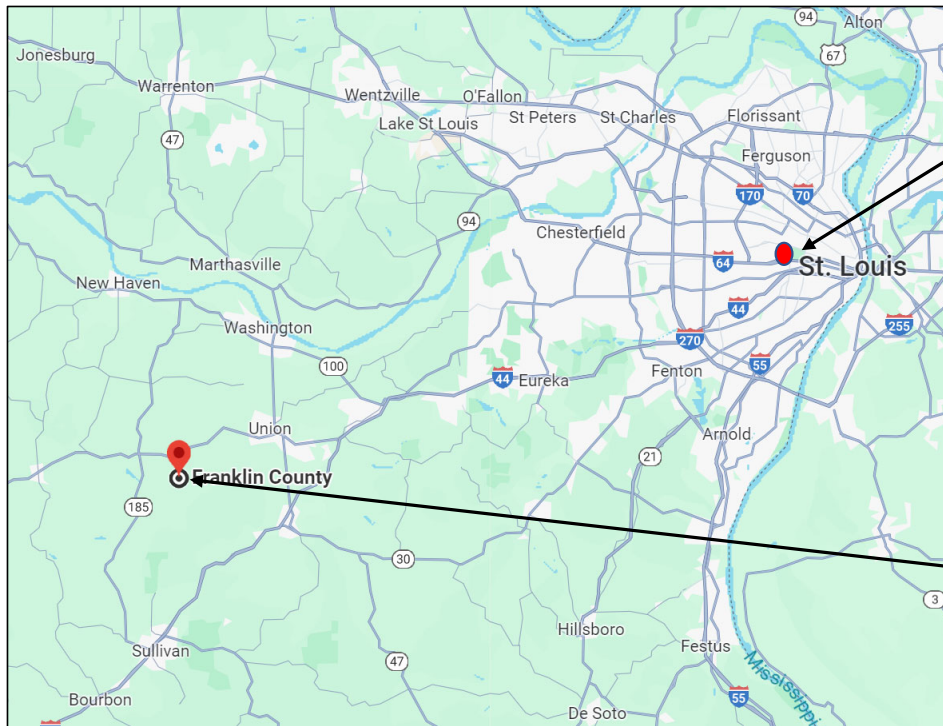 94
Alton
Jonesburg
67
Warrenton
Wentzville
O'Fallon
St Peters
St Charles
Florissant
Lake St Louis
47
Ferguson
170
70
94
Chesterfield
64
St. Louis
Marthasville
New Haven
44
Washington
255
270
100
55
Fenton
44
Eureka
Union
Arnold
21
Franklin County
185
30
3
Hillsboro
Sullivan
Festus
47
Mississipp
Bourbon
55
De Soto